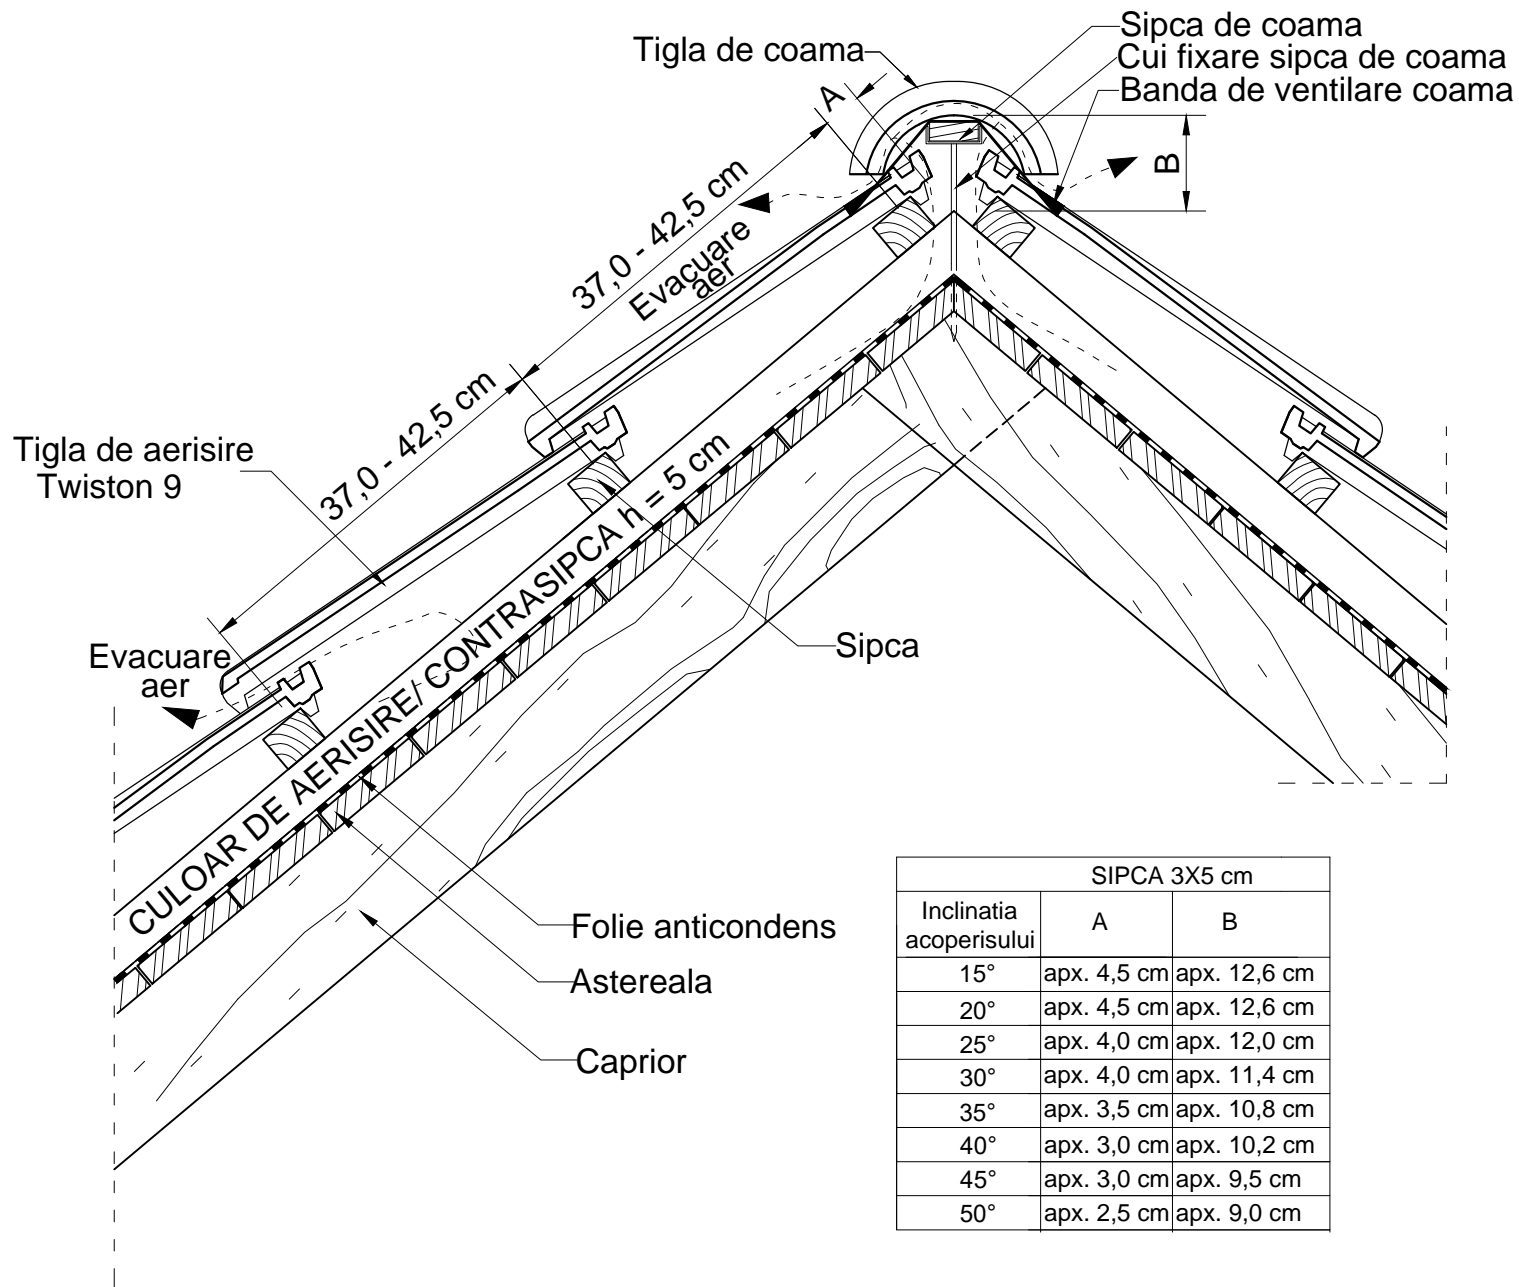 Sipca de coama
Tigla de coama
Cui fixare sipca de coama
Banda de ventilare coama
A
B
37,0 - 42,5 cm
Evacuare
aer
37,0 - 42,5 cm
Tigla de aerisire
Twiston 9
CULOAR DE AERISIRE/ CONTRASIPCA h = 5 cm
Sipca
Evacuare
aer
Folie anticondens
Astereala
Caprior
SIPCA 3X5 cm
Inclinatia
acoperisului
A
B
15° apx. 4,5 cm apx. 12,6 cm
20° apx. 4,5 cm apx. 12,6 cm
25° apx. 4,0 cm apx. 12,0 cm
30° apx. 4,0 cm apx. 11,4 cm
35° apx. 3,5 cm apx. 10,8 cm
40° apx. 3,0 cm apx. 10,2 cm
45° apx. 3,0 cm apx. 9,5 cm
50° apx. 2,5 cm apx. 9,0 cm